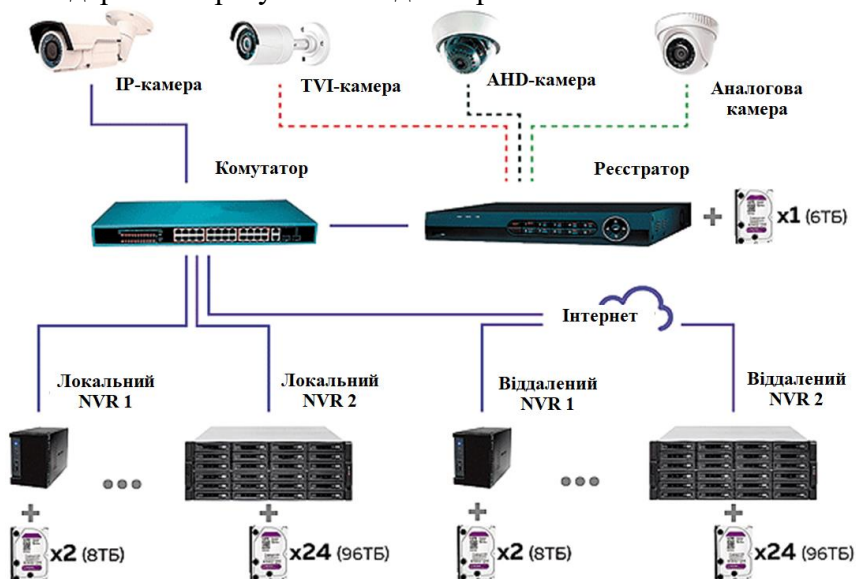 IP-камера
TVI-камера
AHD-камера
Аналогова
камера
Комутатор
Реєстратор
x1 (6ТБ)
Інтернет
Локальний
NVR 1
Локальний
NVR 2
Віддалений
NVR 1
Віддалений
NVR 2
x2 (8ТБ)
x24 (96ТБ)
x2 (8ТБ)
x24 (96ТБ)